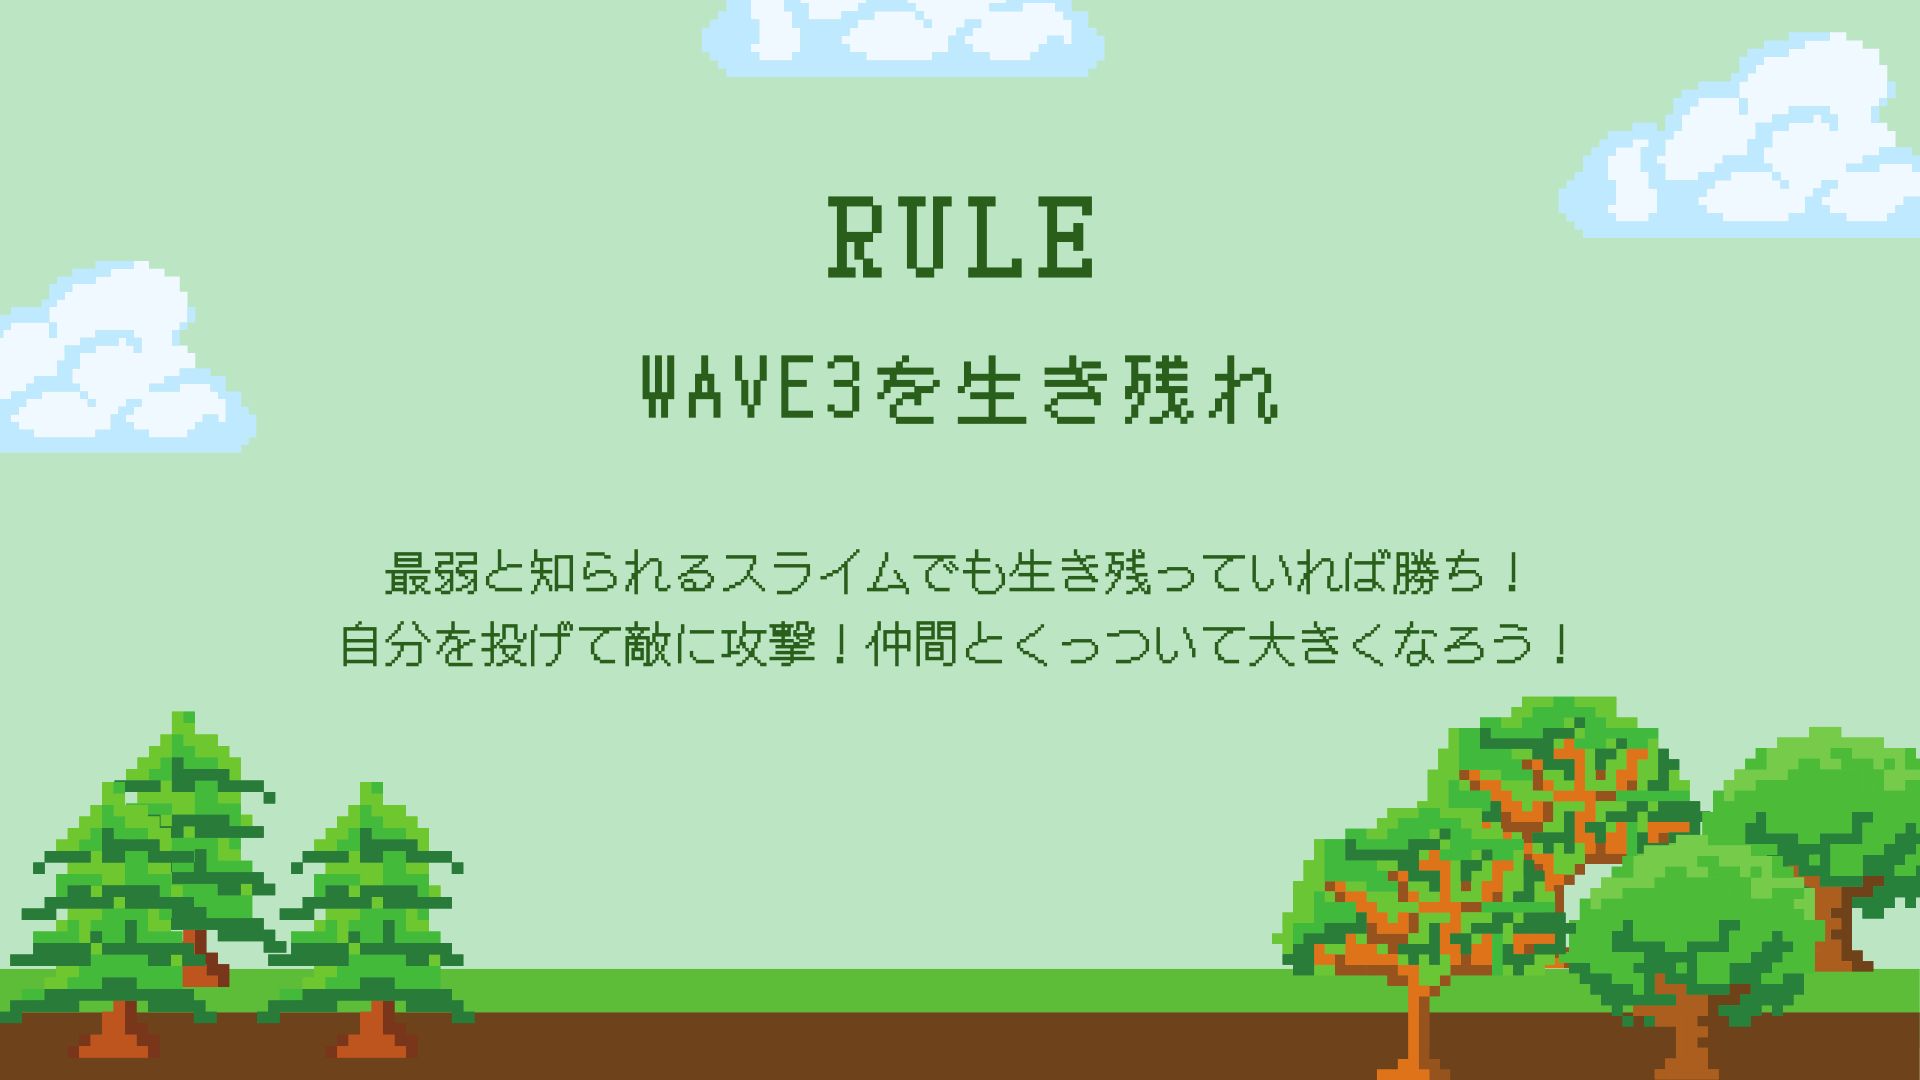 RULE
WAVE3を生き残れ
最弱と知られるスライムでも生き残っていれば勝ち！
自分を投げて敵に攻撃！仲間とくっついて大きくなろう！